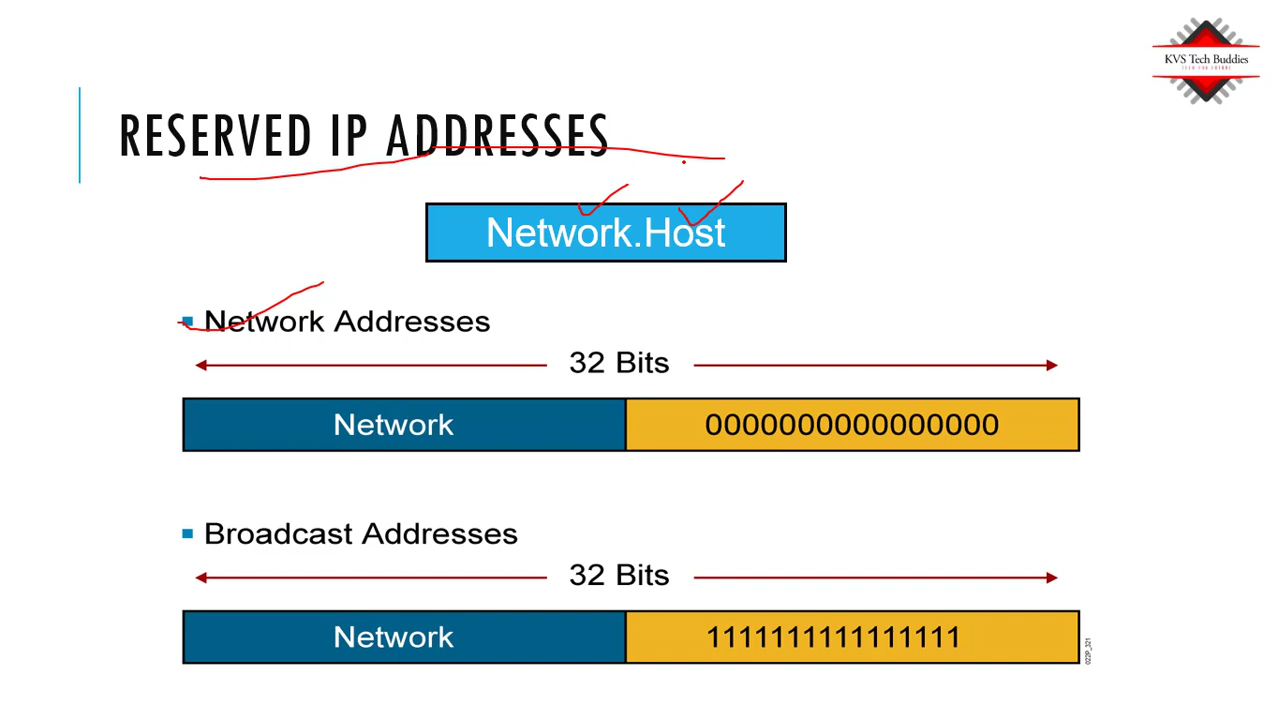 KVS Tech Buddies
RESERVED IP ADDRESSES
Network.Host
Network Addresses
32 Bits
Network 0000000000000000
Broadcast Addresses
32 Bits
Network 1111111111111111
022P_321